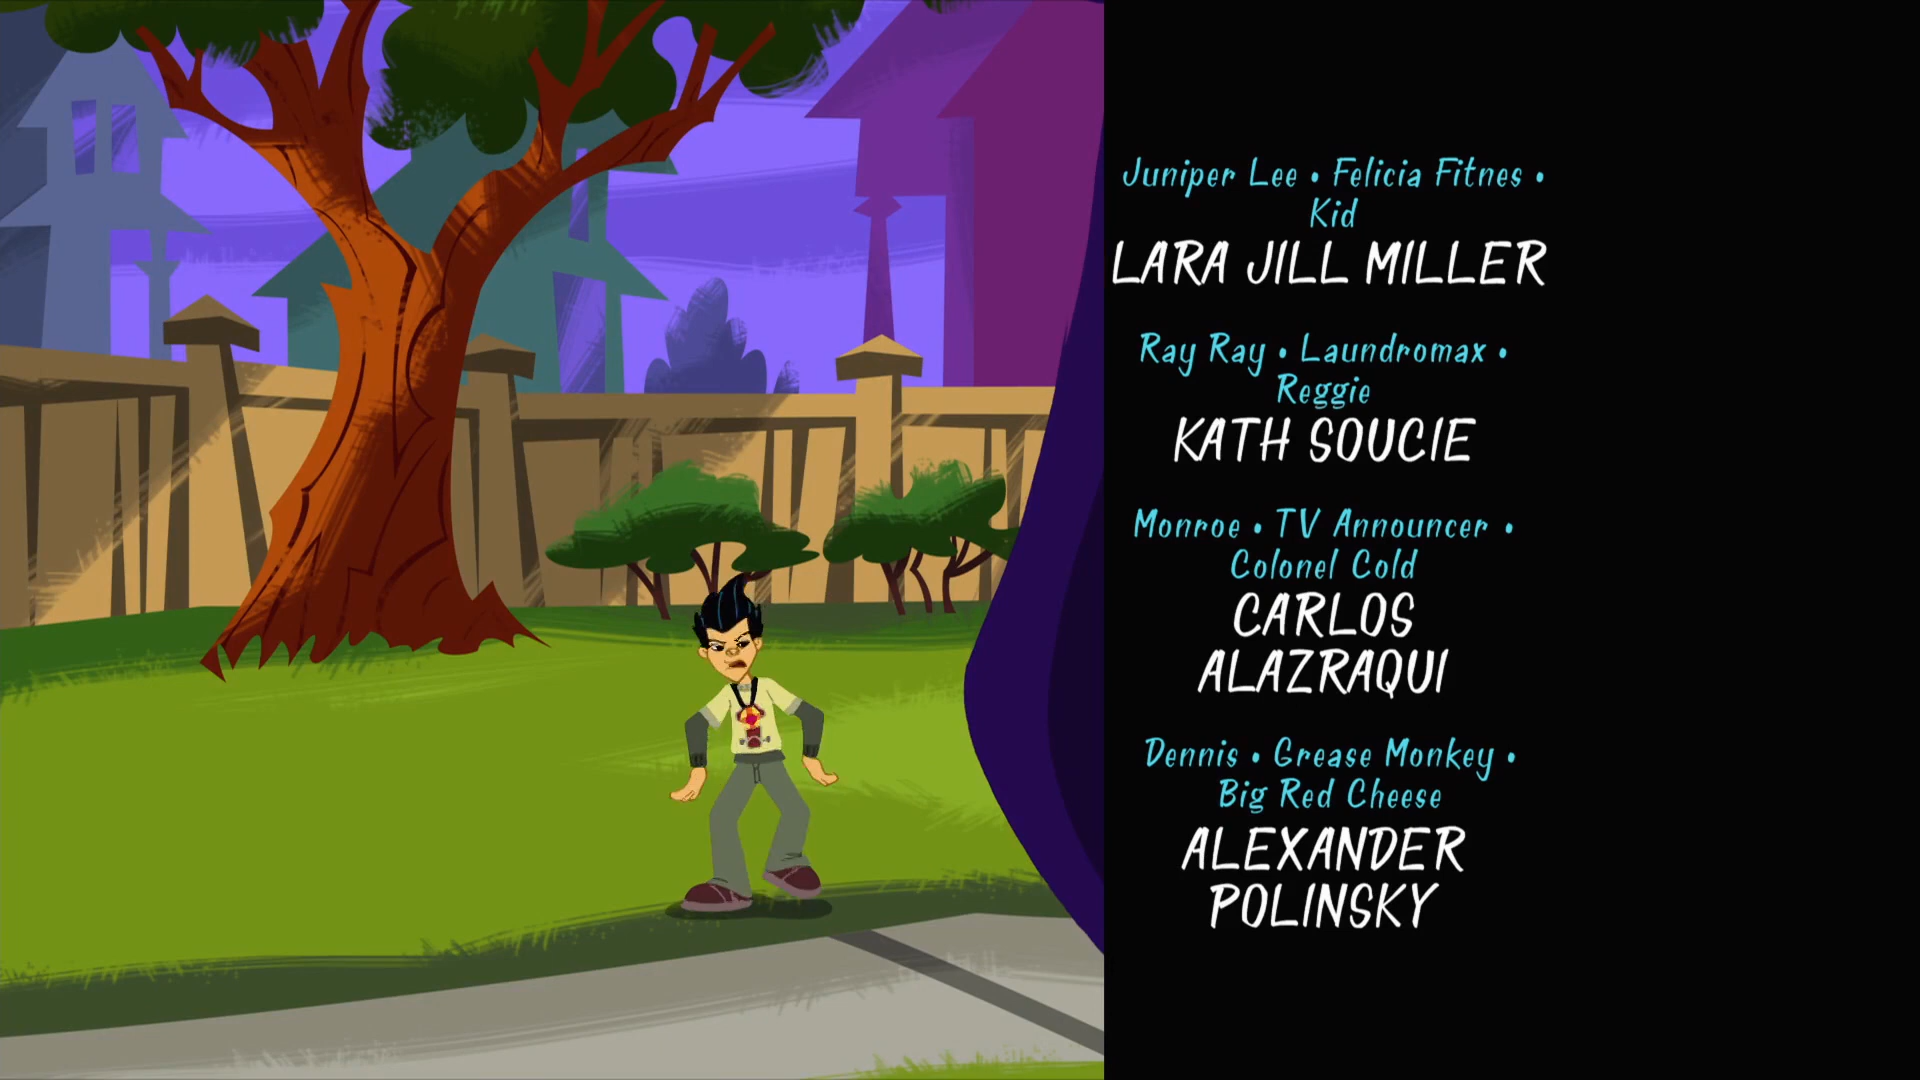 Juniper Lee • Felicia Fitnes •
Kid
LARA JILL MILLER
Ray Ray • Laundromax •
Reggie
KATH SOUCIE
Monroe • TV Announcer •
Colonel Cold
CARLOS
ALAZRAQUI
Dennis • Grease Monkey •
Big Red Cheese
ALEXANDER
POLINSKY